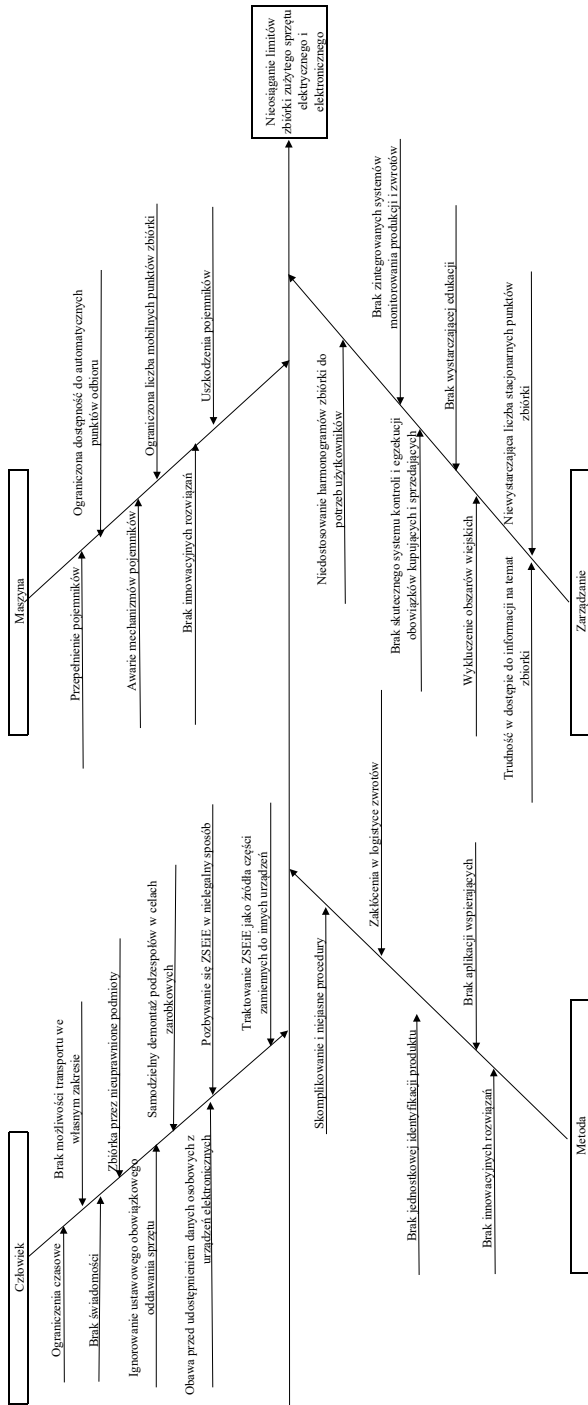 Człowiek
Ograniczenia czasowe
Brak możliwości transportu we
własnym zakresie
Brak świadomości
Zbiórka przez nieuprawnione podmioty
Ignorowanie ustawowego obowiązkowego
oddawania sprzętu
Samodzielny demontaż podzespołów w celach
zarobkowych
Obawa przed udostępnieniem danych osobowych z
urządzeń elektronicznych
Pozbywanie się ZSEiE w nielegalny sposób
Traktowanie ZSEiE jako źródła części
zamiennych do innych urządzeń
Maszyna
Przepełnienie pojemników
Ograniczona dostępność do automatycznych
punktów odbioru
Awarie mechanizmów pojemników
Ograniczona liczba mobilnych punktów zbiórki
Brak innowacyjnych rozwiązań
Uszkodzenia pojemników
Nieosiąganie limitów
zbiórki zużytego sprzętu
elektrycznego i
elektronicznego
Skomplikowanie i niejasne procedury
Zakłócenia w logistyce zwrotów
Brak jednostkowej identyfikacji produktu
Brak aplikacji wspierających
Brak innowacyjnych rozwiązań
Metoda
Niedostosowanie harmonogramów zbiórki do
potrzeb użytkowników
Brak zintegrowanych systemów
monitorowania produkcji i zwrotów
Brak skutecznego systemu kontroli i egzekucji
obowiązków kupujących i sprzedających
Brak wystarczającej edukacji
Wykluczenie obszarów wiejskich
Niewystarczająca liczba stacjonarnych punktów
zbiórki
Trudność w dostępie do informacji na temat
zbiorki
Zarządzanie